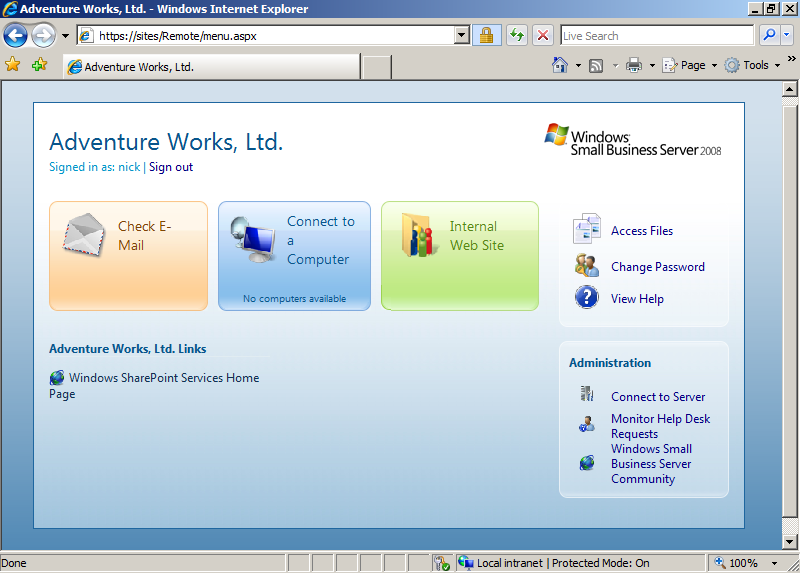 Adventure Works, Ltd. - Windows Internet Explorer
https://sites/Remote/menu.aspx
Live Search
Adventure Works, Ltd.
Page
Tools
Adventure Works, Ltd.
Signed in as: nick | Sign out
Windows
Small Business Server 2008
Check E-
Mail
Connect to
a
Computer
No computers available
Internal
Web Site
Access Files
Change Password
View Help
Adventure Works, Ltd. Links
Windows SharePoint Services Home
Page
Administration
Connect to Server
Monitor Help Desk
Requests
Windows Small
Business Server
Community
Done
Local intranet | Protected Mode: On
100%